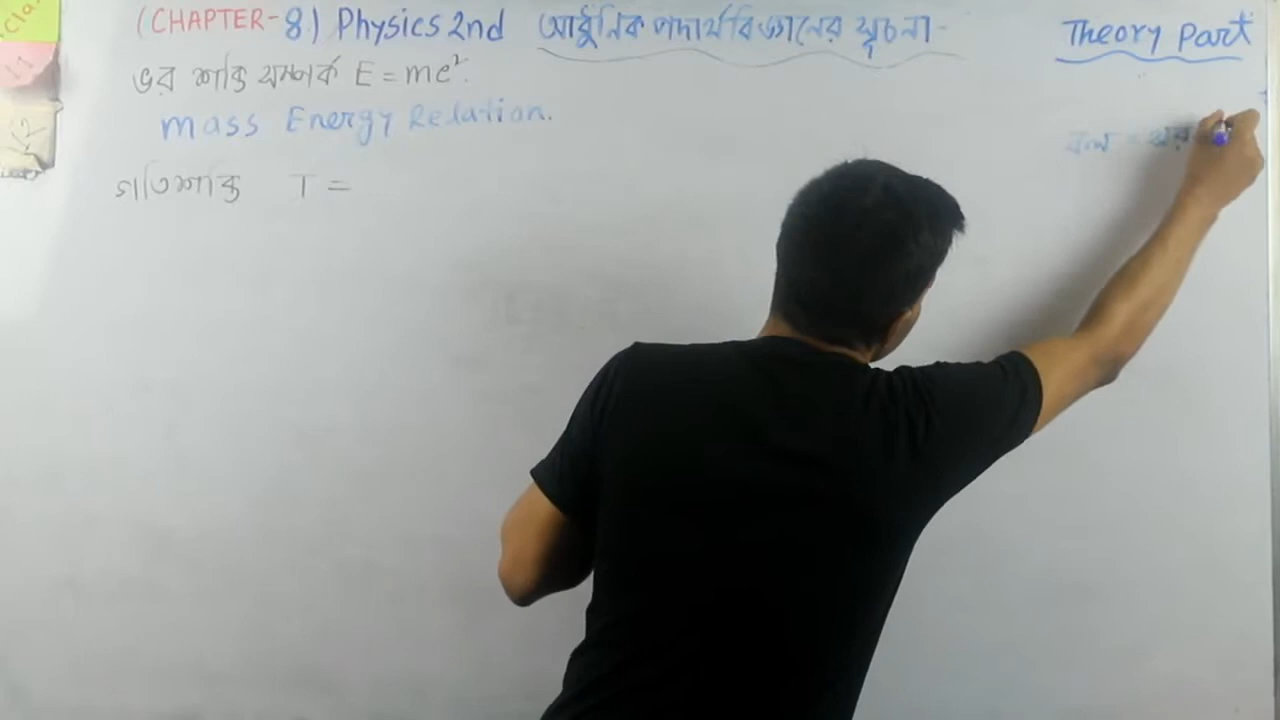 (CHAPTER-8) Physics 2nd আধুনিক পদার্থবিজ্ঞানের সূচনা- Theory Part
ভর শক্তি সম্পর্ক E = mc².
Mass Energy Relation.
গতিশক্তি T =
Cla